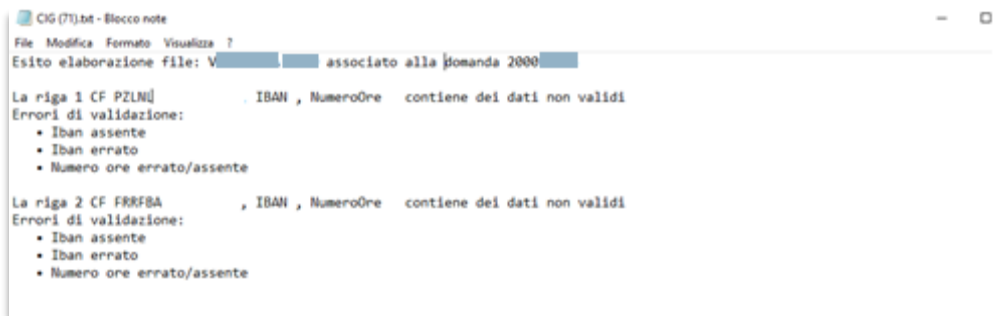 CIG (71).txt - Blocco note
File Modifica Formato Visualizza ?
Esito elaborazione file: V associato alla domanda 2000
La riga 1 CF PZLNL , IBAN , NumeroOre contiene dei dati non validi
Errori di validazione:
• Iban assente
• Iban errato
• Numero ore errato/assente
La riga 2 CF FRRFBA , IBAN , NumeroOre contiene dei dati non validi
Errori di validazione:
• Iban assente
• Iban errato
• Numero ore errato/assente